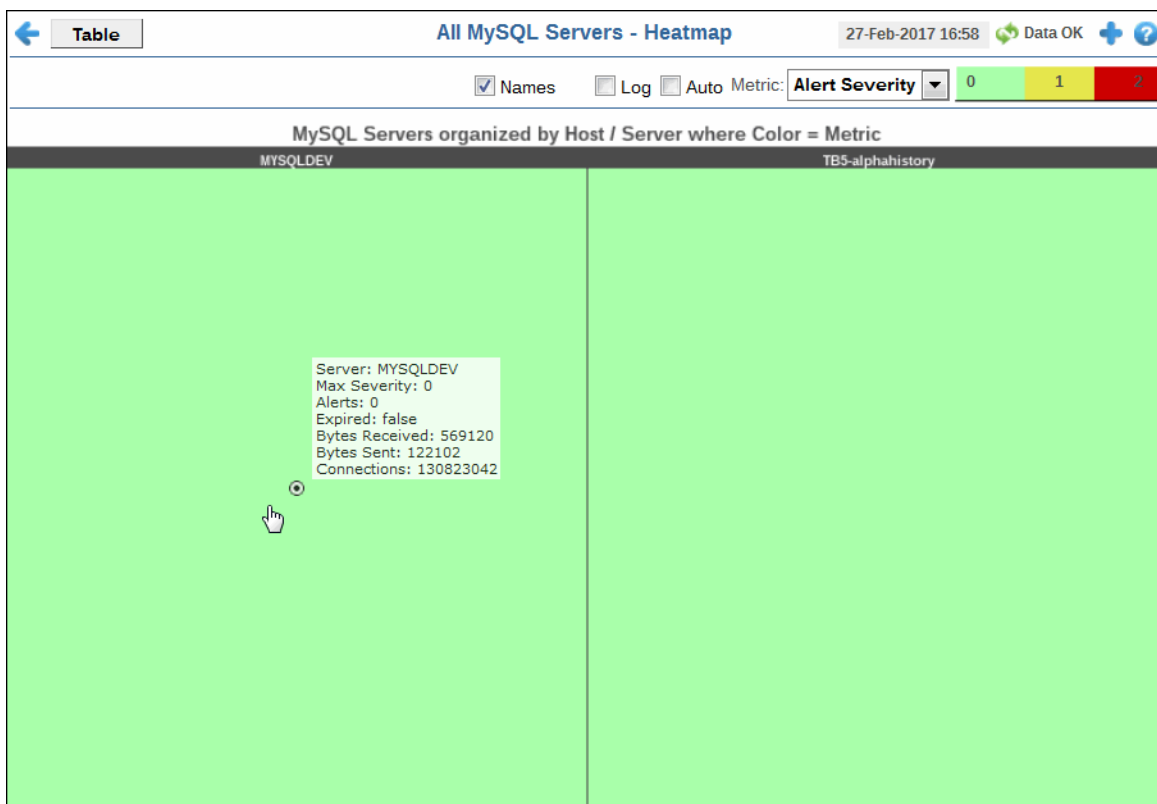 Table All MySQL Servers - Heatmap 27-Feb-2017 16:58 Data OK
Names Log Auto Metric: Alert Severity 0 1 2
MySQL Servers organized by Host / Server where Color = Metric
MYSQLDEV TB5-alphahistory
Server: MYSQLDEV
Max Severity: 0
Alerts: 0
Expired: false
Bytes Received: 569120
Bytes Sent: 122102
Connections: 130823042